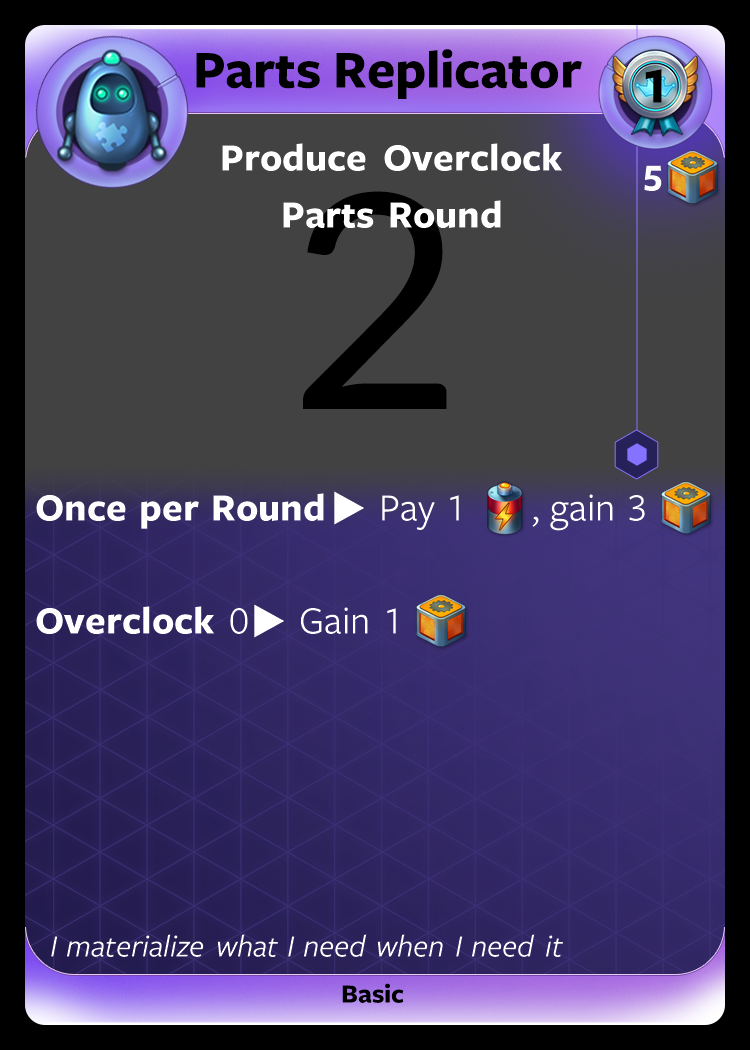 Parts Replicator
1
Produce Overclock
5
Parts Round
2
Once per Round▶ Pay 1 , gain 3
Overclock 0▶ Gain 1
I materialize what I need when I need it
Basic